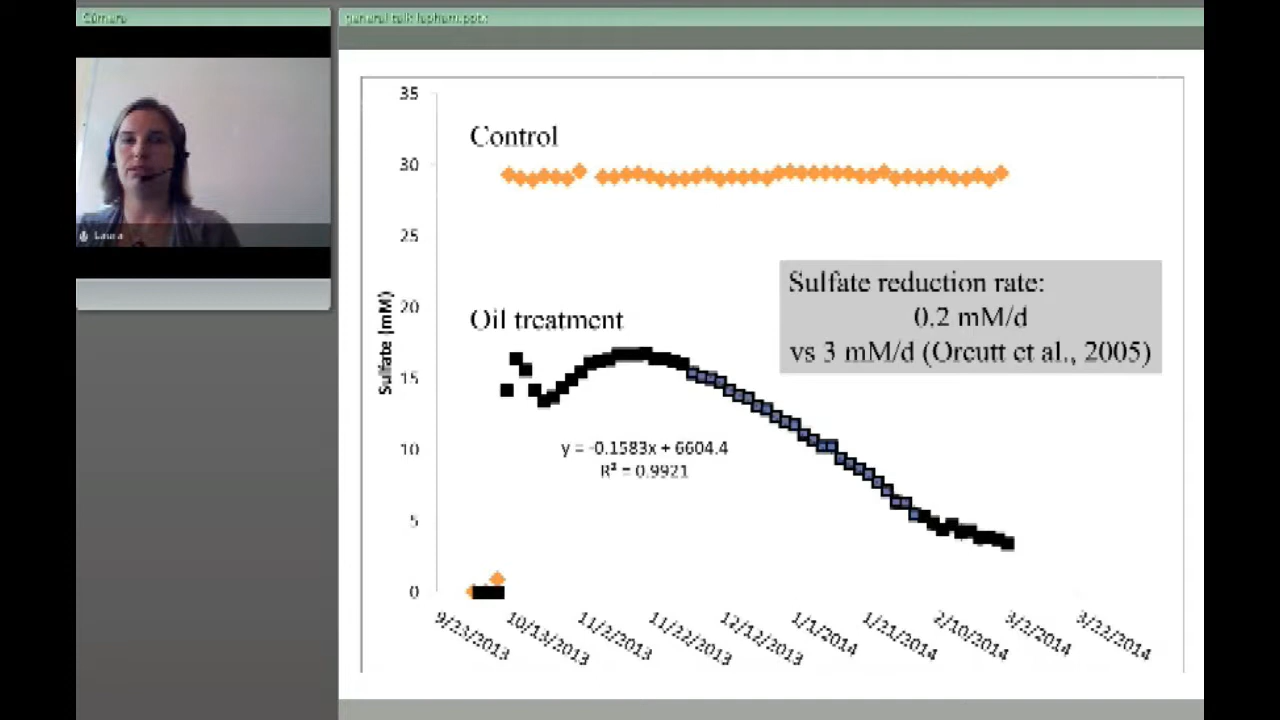 Laura
35
Control
30
25
Sulfate reduction rate:
0.2 mM/d
vs 3 mM/d (Orcutt et al., 2005)
Sulfate (mM)
20
Oil treatment
15
10
y = -0.1583x + 6604.4
R² = 0.9921
5
0
9/23/2013
10/13/2013
11/2/2013
11/22/2013
12/12/2013
1/1/2014
1/21/2014
2/10/2014
3/2/2014
3/22/2014